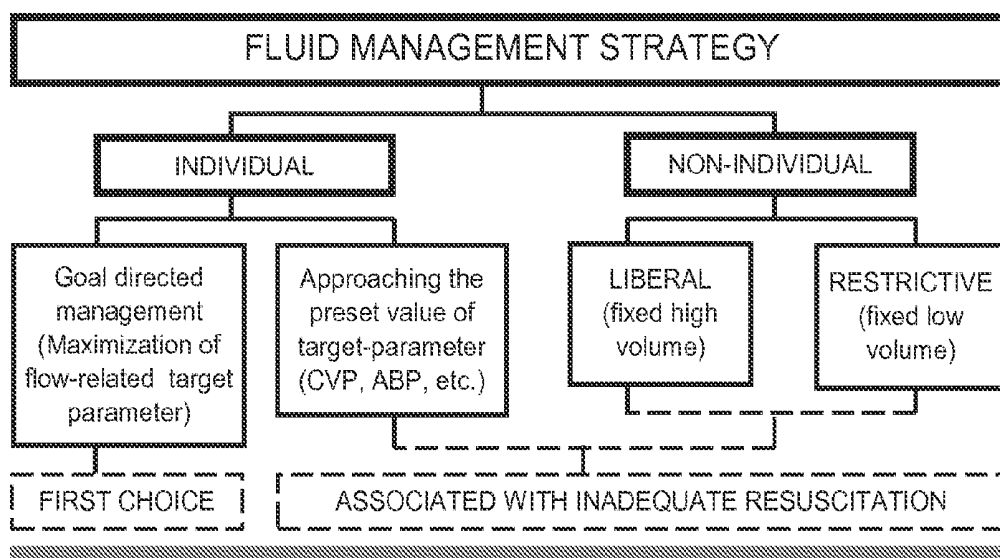 FLUID MANAGEMENT STRATEGY
INDIVIDUAL
NON-INDIVIDUAL
Goal directed
management
(Maximization of
flow-related target
parameter)
Approaching the
preset value of
target-parameter
(CVP, ABP, etc.)
LIBERAL
(fixed high
volume)
RESTRICTIVE
(fixed low
volume)
FIRST CHOICE
ASSOCIATED WITH INADEQUATE RESUSCITATION